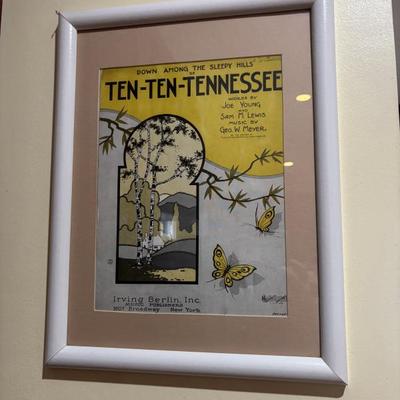 "DOWN AMONG THE SLEEPY HILLS"
OF
TEN-TEN-TENNESSEE
WORDS BY
JOE YOUNG
AND
SAM M. LEWIS
MUSIC BY
GEO. W. MEYER
Irving Berlin, Inc.
MUSIC PUBLISHERS
1607 Broadway New York